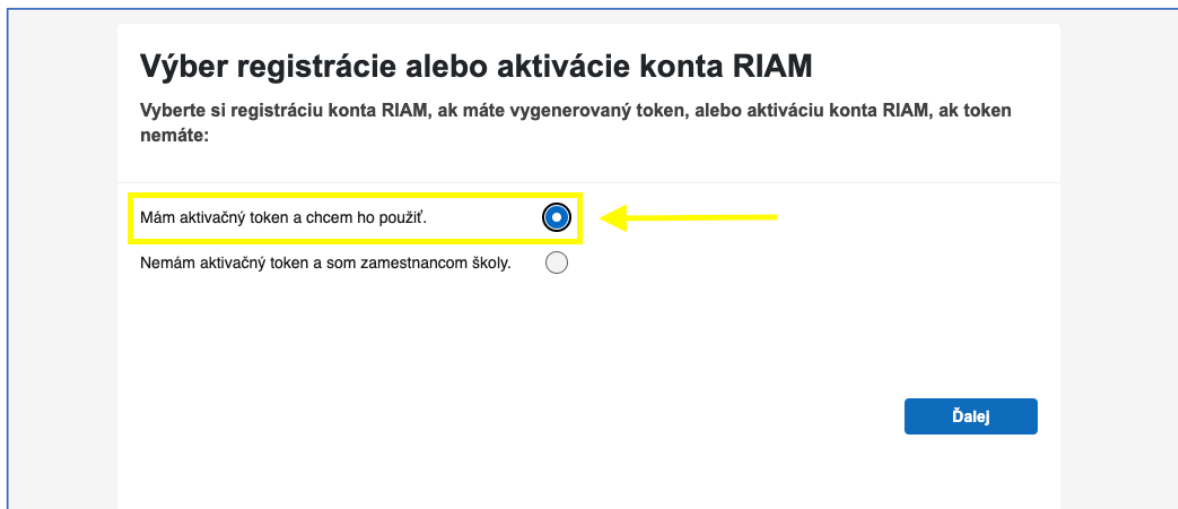 Výber registrácie alebo aktivácie konta RIAM
Vyberte si registráciu konta RIAM, ak máte vygenerovaný token, alebo aktiváciu konta RIAM, ak token
nemáte:
Mám aktivačný token a chcem ho použiť.
Nemám aktivačný token a som zamestnancom školy.
Ďalej